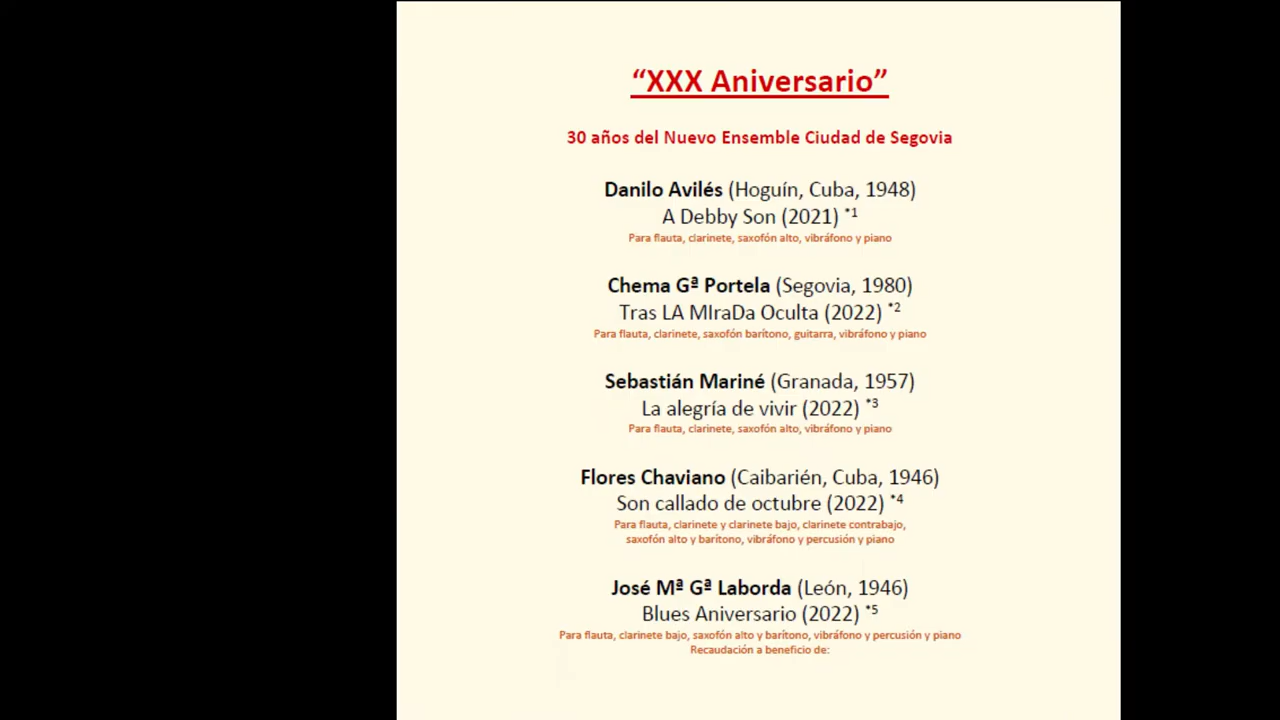 “XXX Aniversario”
30 años del Nuevo Ensemble Ciudad de Segovia
Danilo Avilés (Hoguín, Cuba, 1948)
A Debby Son (2021) *1
Para flauta, clarinete, saxofón alto, vibráfono y piano
Chema Gª Portela (Segovia, 1980)
Tras LA MIraDa Oculta (2022) *2
Para flauta, clarinete, saxofón barítono, guitarra, vibráfono y piano
Sebastián Mariné (Granada, 1957)
La alegría de vivir (2022) *3
Para flauta, clarinete, saxofón alto, vibráfono y piano
Flores Chaviano (Caibarién, Cuba, 1946)
Son callado de octubre (2022) *4
Para flauta, clarinete y clarinete bajo, clarinete contrabajo,
saxofón alto y barítono, vibráfono y percusión y piano
José Mª Gª Laborda (León, 1946)
Blues Aniversario (2022) *5
Para flauta, clarinete bajo, saxofón alto y barítono, vibráfono y percusión y piano
Recaudación a beneficio de: